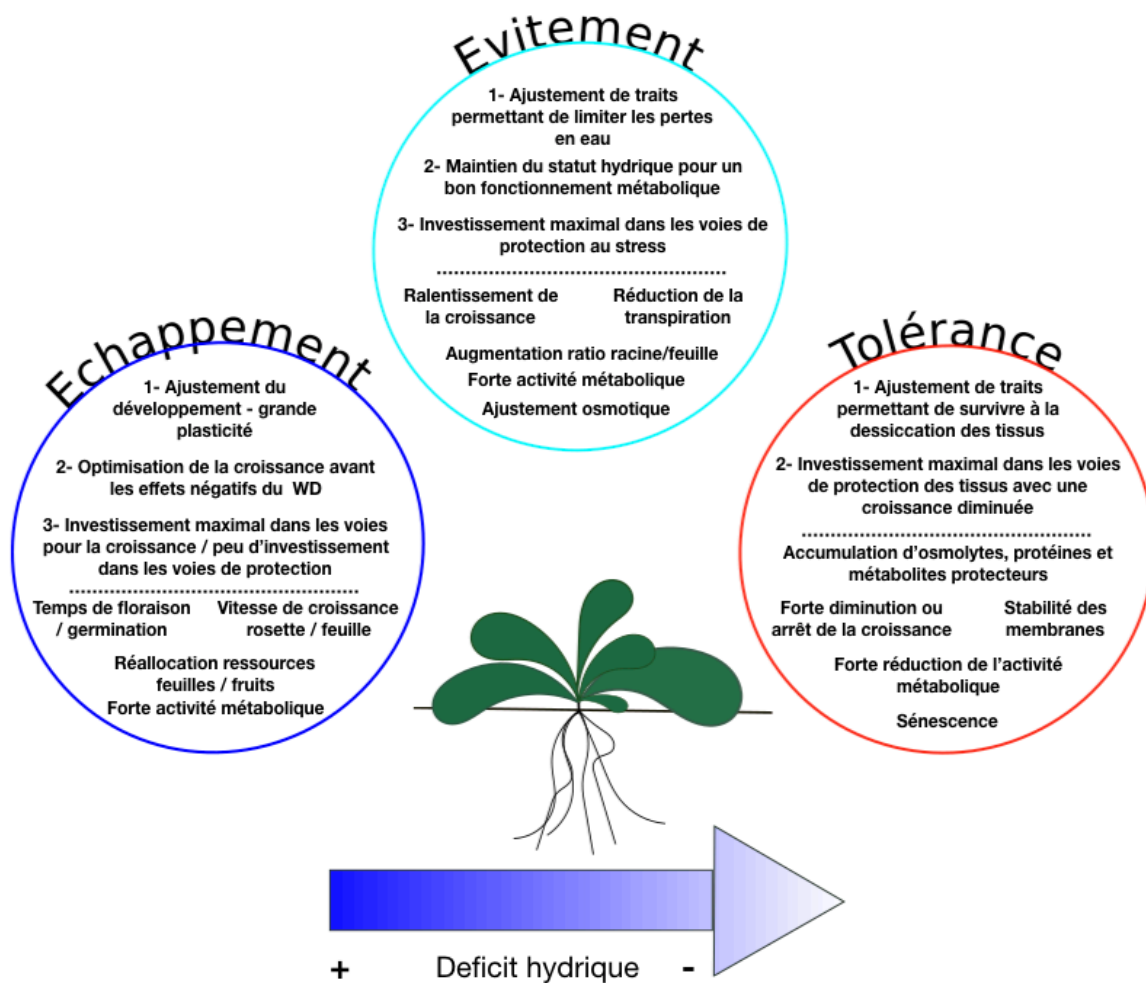 Evitement
1- Ajustement de traits
permettant de limiter les pertes
en eau
2- Maintien du statut hydrique pour un
bon fonctionnement métabolique
3- Investissement maximal dans les voies de
protection au stress
Ralentissement de
la croissance
Réduction de la
transpiration
Augmentation ratio racine/feuille
Forte activité métabolique
Ajustement osmotique
Echappement
1- Ajustement du
développement - grande
plasticité
2- Optimisation de la croissance avant
les effets négatifs du WD
3- Investissement maximal dans les voies
pour la croissance / peu d'investissement
dans les voies de protection
Temps de floraison
/ germination
Vitesse de croissance
rosette / feuille
Réallocation ressources
feuilles / fruits
Forte activité métabolique
Tolérance
1- Ajustement de traits
permettant de survivre à la
dessiccation des tissus
2- Investissement maximal dans les voies
de protection des tissus avec une
croissance diminuée
Accumulation d'osmolytes, protéines et
métabolites protecteurs
Forte diminution ou
arrêt de la croissance
Stabilité des
membranes
Forte réduction de l'activité
métabolique
Sénescence
+ Deficit hydrique -